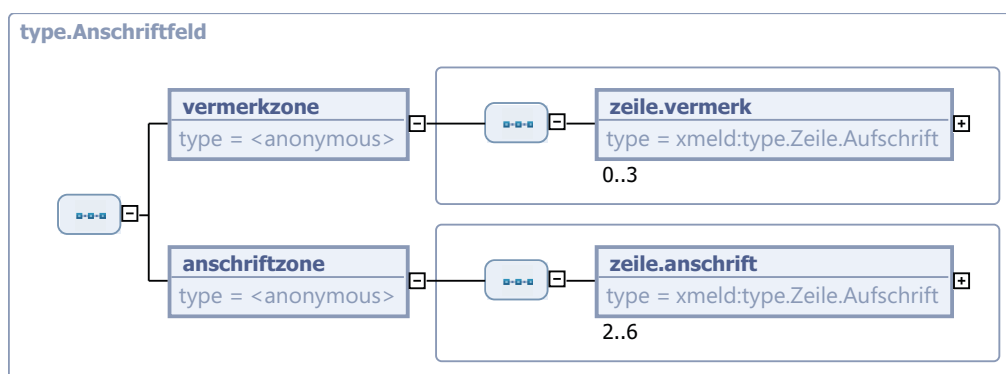 type.Anschriftfeld
vermerkzone
type = <anonymous>
zeile.vermerk
type = xmeld:type.Zeile.Aufschrift
0..3
anschriftzone
type = <anonymous>
zeile.anschrift
type = xmeld:type.Zeile.Aufschrift
2..6